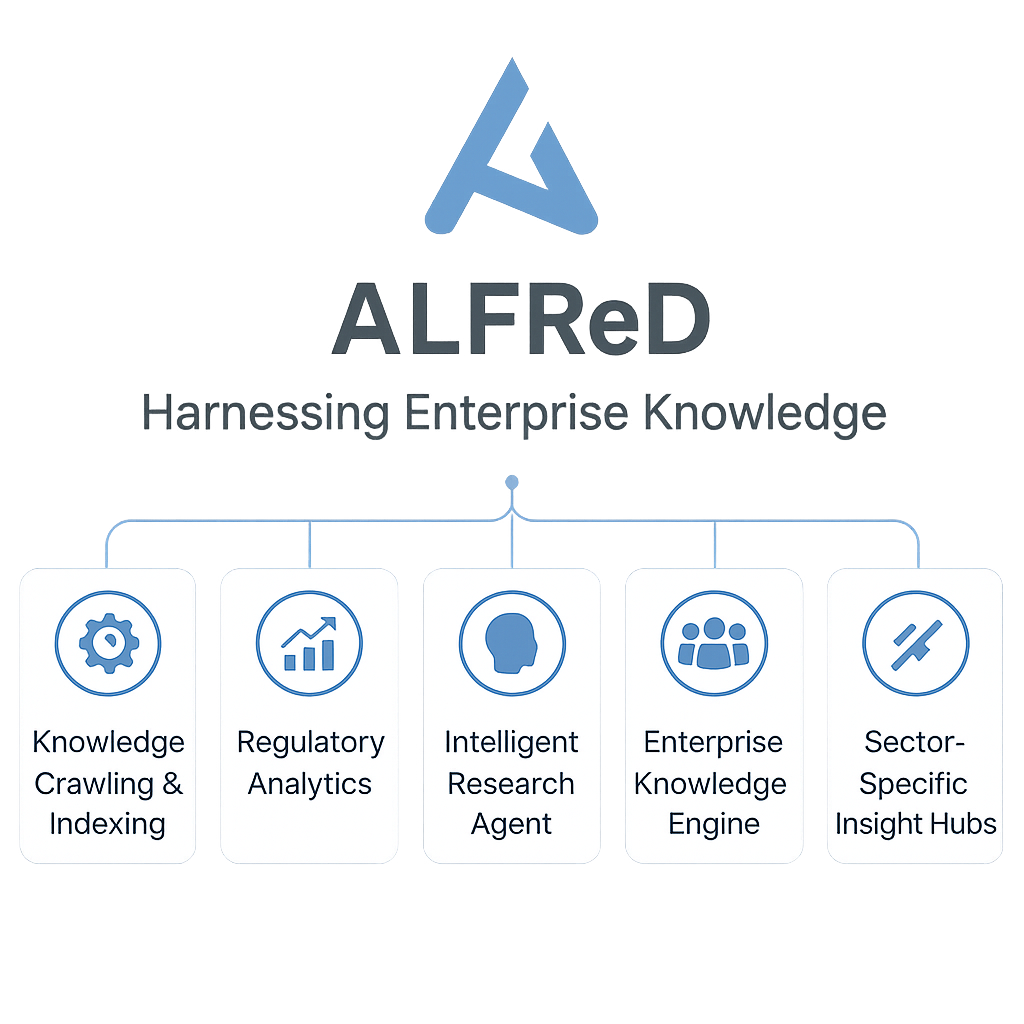 ALFReD
Harnessing Enterprise Knowledge
Knowledge
Crawling &
Indexing
Regulatory
Analytics
Intelligent
Research
Agent
Enterprise
Knowledge
Engine
Sector-
Specific
Insight Hubs